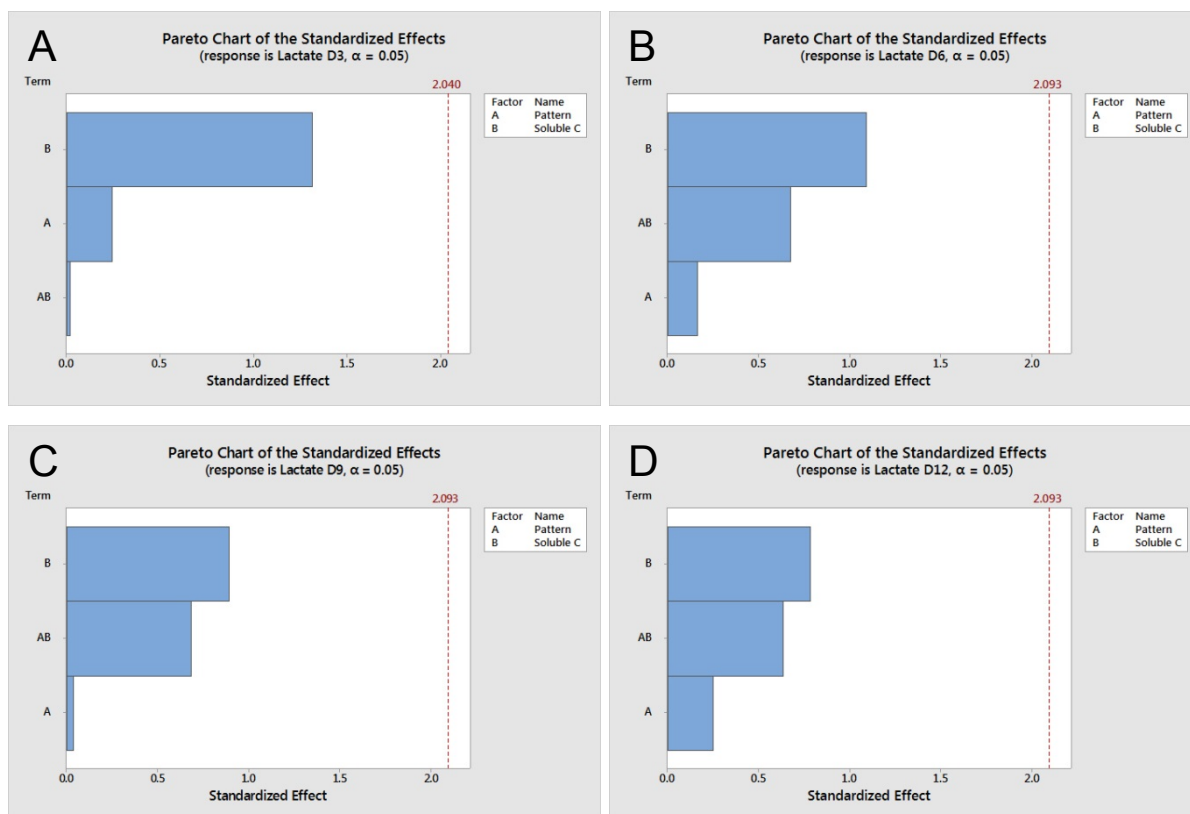 A
Pareto Chart of the Standardized Effects
(response is Lactate D3, α = 0.05)
Term
2.040
Factor Name
A Pattern
B Soluble C
B
A
AB
0.0 0.5 1.0 1.5 2.0
Standardized Effect
B
Pareto Chart of the Standardized Effects
(response is Lactate D6, α = 0.05)
Term
2.093
Factor Name
A Pattern
B Soluble C
B
AB
A
0.0 0.5 1.0 1.5 2.0
Standardized Effect
C
Pareto Chart of the Standardized Effects
(response is Lactate D9, α = 0.05)
Term
2.093
Factor Name
A Pattern
B Soluble C
B
AB
A
0.0 0.5 1.0 1.5 2.0
Standardized Effect
D
Pareto Chart of the Standardized Effects
(response is Lactate D12, α = 0.05)
Term
2.093
Factor Name
A Pattern
B Soluble C
B
AB
A
0.0 0.5 1.0 1.5 2.0
Standardized Effect